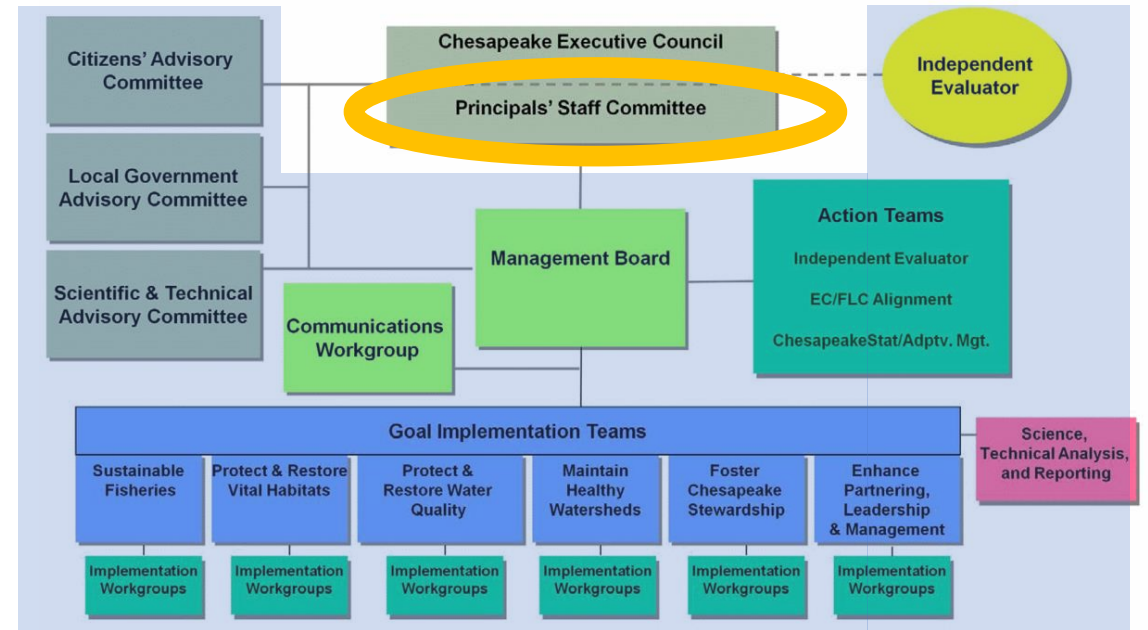 Citizens' Advisory
Committee
Chesapeake Executive Council
Principals' Staff Committee
Independent
Evaluator
Local Government
Advisory Committee
Scientific & Technical
Advisory Committee
Management Board
Communications
Workgroup
Action Teams
Independent Evaluator
EC/FLC Alignment
ChesapeakeStat/Adptv. Mgt.
Goal Implementation Teams
Science,
Technical Analysis,
and Reporting
Sustainable
Fisheries
Protect & Restore
Vital Habitats
Protect &
Restore Water
Quality
Maintain
Healthy
Watersheds
Foster
Chesapeake
Stewardship
Enhance
Partnering,
Leadership
& Management
Implementation
Workgroups
Implementation
Workgroups
Implementation
Workgroups
Implementation
Workgroups
Implementation
Workgroups
Implementation
Workgroups